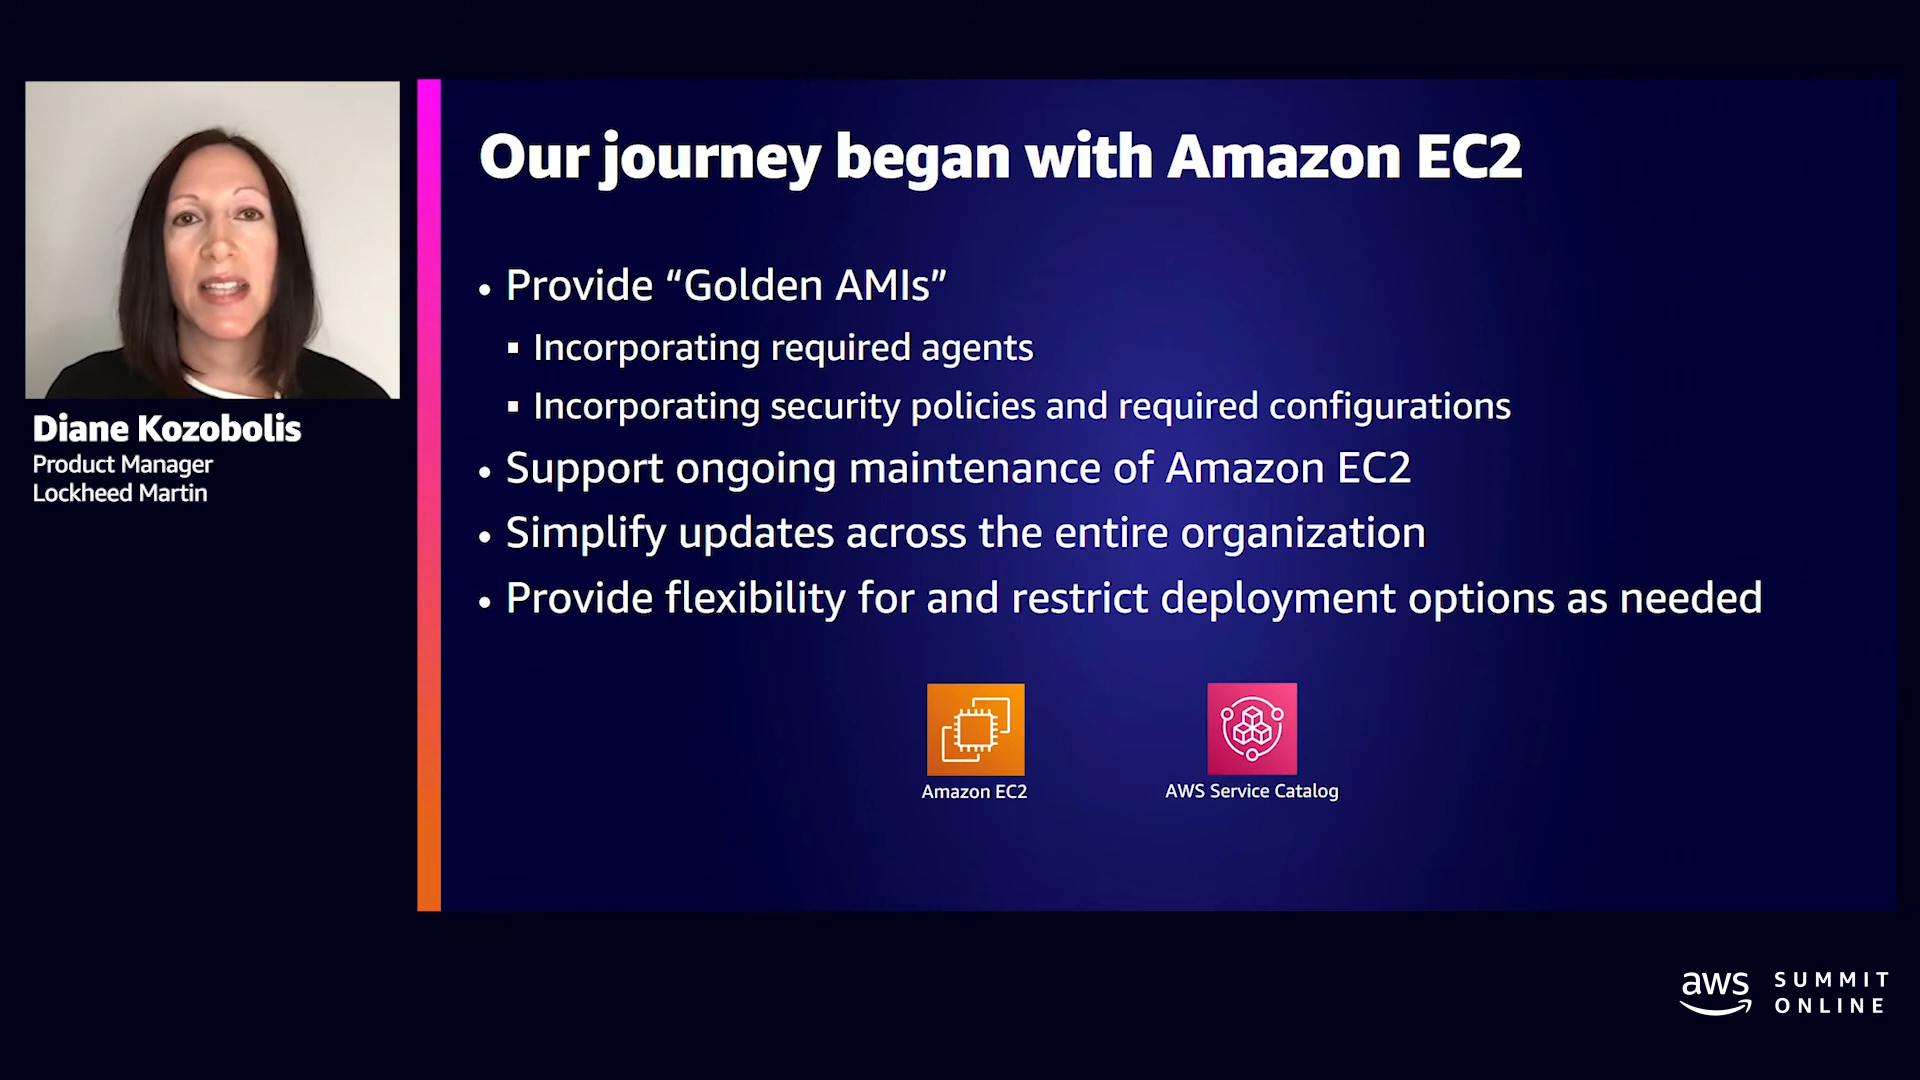 Our journey began with Amazon EC2
• Provide “Golden AMIs”
▪ Incorporating required agents
▪ Incorporating security policies and required configurations
• Support ongoing maintenance of Amazon EC2
• Simplify updates across the entire organization
• Provide flexibility for and restrict deployment options as needed
Amazon EC2
AWS Service Catalog
Diane Kozobolis
Product Manager
Lockheed Martin
aws
SUMMIT
ONLINE